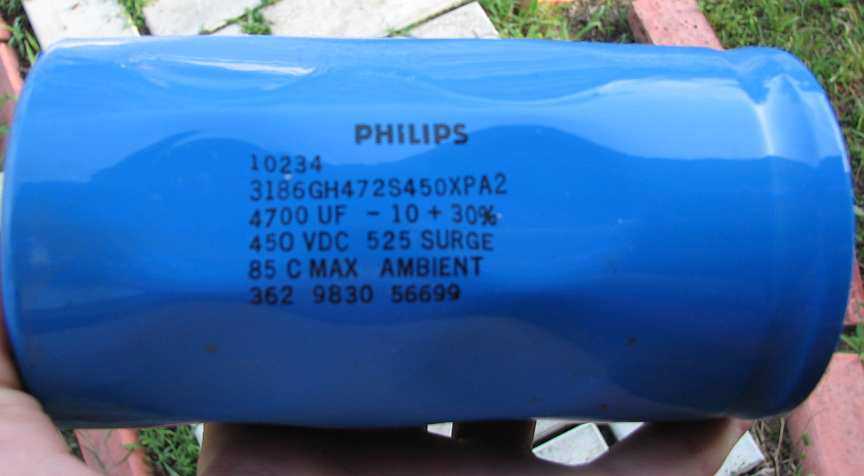 PHILIPS
10234
3186GH472S450XPA2
4700 UF - 10 + 30%
450 VDC 525 SURGE
85 C MAX AMBIENT
362 9830 56699